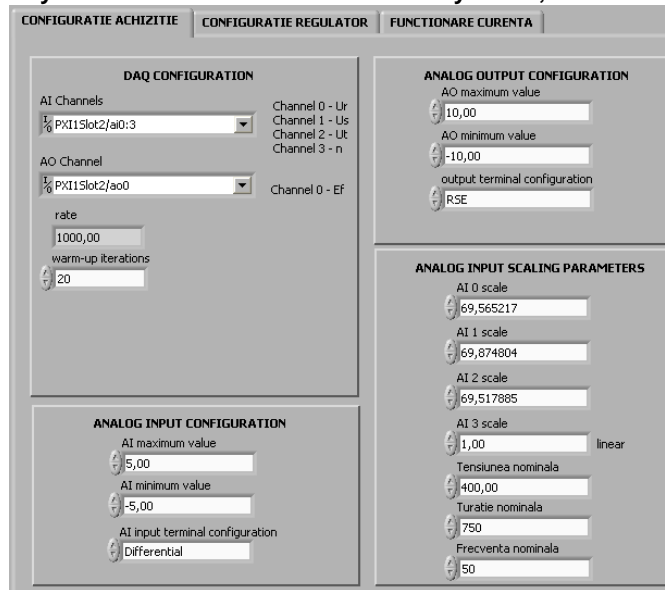 CONFIGURATIE ACHIZITIE
CONFIGURATIE REGULATOR
FUNCTIONARE CURENTA
DAQ CONFIGURATION
AI Channels
PXI1Slot2/ai0:3
Channel 0 - Ur
Channel 1 - Us
Channel 2 - Ut
Channel 3 - n
AO Channel
PXI1Slot2/ao0
Channel 0 - Ef
rate
1000,00
warm-up iterations
20
ANALOG INPUT CONFIGURATION
AI maximum value
5,00
AI minimum value
-5,00
AI input terminal configuration
Differential
ANALOG OUTPUT CONFIGURATION
AO maximum value
10,00
AO minimum value
-10,00
output terminal configuration
RSE
ANALOG INPUT SCALING PARAMETERS
AI 0 scale
69,565217
AI 1 scale
69,874804
AI 2 scale
69,517885
AI 3 scale
1,00 linear
Tensiunea nominala
400,00
Turatie nominala
750
Frecventa nominala
50